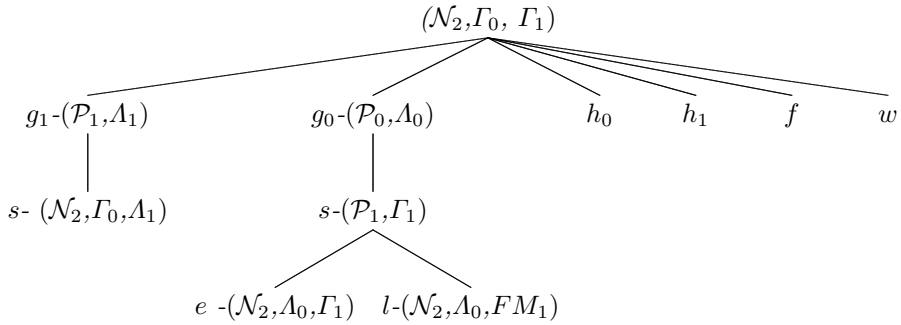 (𝒩₂,Γ₀, Γ₁)
g₁-(𝒫₁,Λ₁) g₀-(𝒫₀,Λ₀) h₀ h₁ f w
s- (𝒩₂,Γ₀,Λ₁) s-(𝒫₁,Γ₁)
e -(𝒩₂,Λ₀,Γ₁) l-(𝒩₂,Λ₀,FM₁)